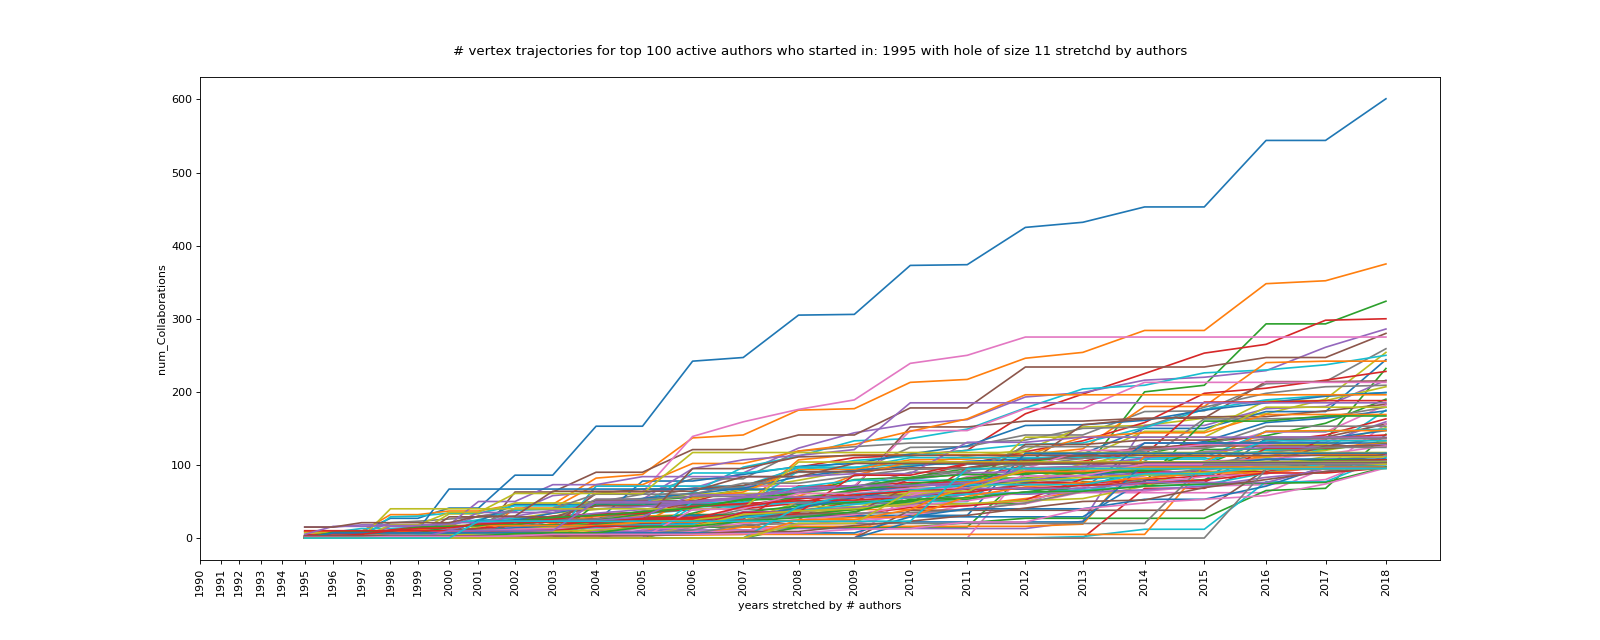 # vertex trajectories for top 100 active authors who started in: 1995 with hole of size 11 stretchd by authors
600
500
400
300
200
100
0
num_Collaborations
1990 1991 1992 1993 1994 1995 1996 1997 1998 1999 2000 2001 2002 2003 2004 2005 2006 2007 2008 2009 2010 2011 2012 2013 2014 2015 2016 2017 2018
years stretched by # authors